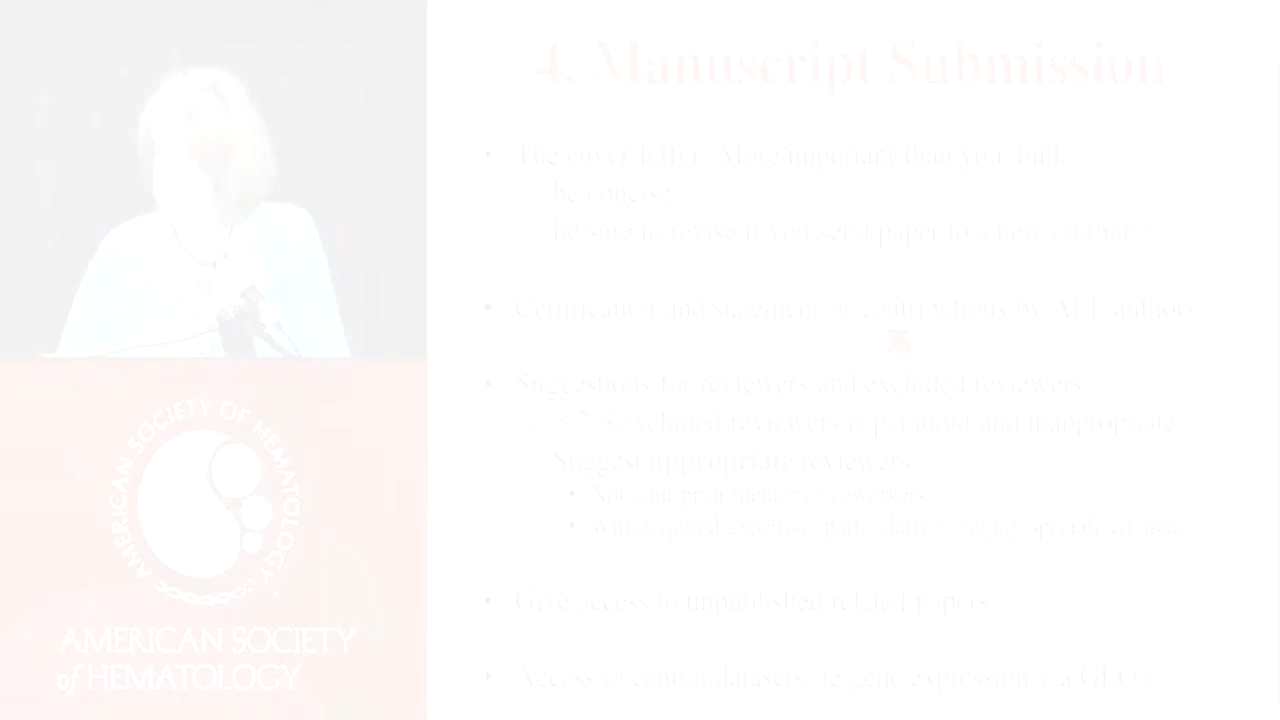 4. Manuscript Submission
• The cover letter: More important than you think
be concise
be sure to revise if you send paper to a new journal!!
• Certification and statement of contributions by ALL authors
• Suggestions for reviewers and excluded reviewers
3 excluded reviewers is paranoid and inappropriate
Suggest appropriate reviewers
• Not your prior mentor or coworkers
• With required expertise, particularly in highly specialized areas
• Give access to unpublished related papers
• Access to central datasets ie gene expression via GEO
AMERICAN SOCIETY OF HEMATOLOGY
AMERICAN SOCIETY
of HEMATOLOGY